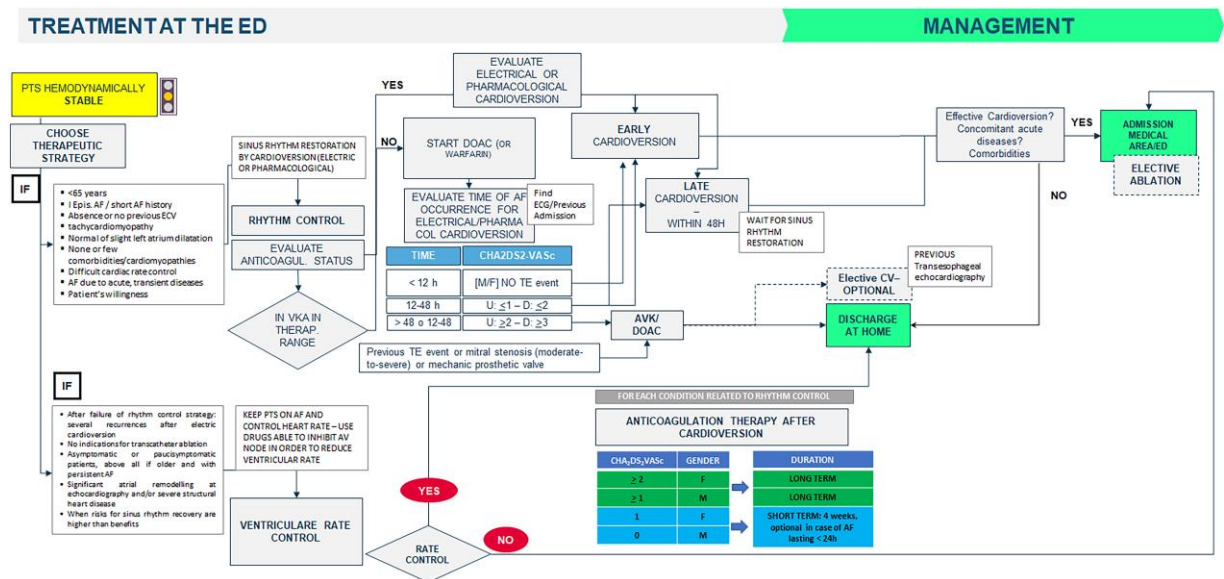 TREATMENT AT THE ED
MANAGEMENT
PTS HEMODYNAMICALLY
STABLE
CHOOSE
THERAPEUTIC
STRATEGY
IF
▪ <65 years
▪ I Epis. AF / short AF history
▪ Absence or no previous ECV
▪ tachycardiomyopathy
▪ Normal of slight left atrium dilatation
▪ None or few
comorbidities/cardiomyopathies
▪ Difficult cardiac rate control
▪ AF due to acute, transient diseases
▪ Patient's willingness
SINUS RHYTHM RESTORATION
BY CARDIOVERSION (ELECTRIC
OR PHARMACOLOGICAL)
RHYTHM CONTROL
EVALUATE
ANTICOAGUL. STATUS
IN VKA IN
THERAP.
RANGE
YES
NO
EVALUATE
ELECTRICAL OR
PHARMACOLOGICAL
CARDIOVERSION
START DOAC (OR
WARFARIN)
EVALUATE TIME OF AF
OCCURRENCE FOR
ELECTRICAL/PHARMA
COL CARDIOVERSION
Find
ECG/Previous
Admission
EARLY
CARDIOVERSION
LATE
CARDIOVERSION
–
WITHIN 48H
WAIT FOR SINUS
RHYTHM
RESTORATION
TIME CHA2DS2-VASc
< 12 h [M/F] NO TE event
12-48 h U: ≤1 – D: ≤2
> 48 o 12-48 U: ≥2 – D: ≥3
Previous TE event or mitral stenosis (moderate-
to-severe) or mechanic prosthetic valve
AVK/
DOAC
Effective Cardioversion?
Concomitant acute
diseases?
Comorbidities
YES
NO
ADMISSION
MEDICAL
AREA/ED
ELECTIVE
ABLATION
Elective CV–
OPTIONAL
PREVIOUS
Transesophageal
echocardiography
DISCHARGE
AT HOME
IF
• After failure of rhythm control strategy:
several recurrences after electric
cardioversion
• No indications for transcatheter ablation
• Asymptomatic or paucisymptomatic
patients, above all if older and with
persistent AF
• Significant atrial remodelling at
echocardiography and/or severe structural
heart disease
• When risks for sinus rhythm recovery are
higher than benefits
KEEP PTS ON AF AND
CONTROL HEART RATE – USE
DRUGS ABLE TO INHIBIT AV
NODE IN ORDER TO REDUCE
VENTRICULAR RATE
VENTRICULARE RATE
CONTROL
YES
RATE
CONTROL
NO
FOR EACH CONDITION RELATED TO RHYTHM CONTROL
ANTICOAGULATION THERAPY AFTER
CARDIOVERSION
CHA₂DS₂VASc GENDER DURATION
≥ 2 F LONG TERM
≥ 1 M LONG TERM
1 F SHORT TERM: 4 weeks,
optional in case of AF
0 M lasting < 24h